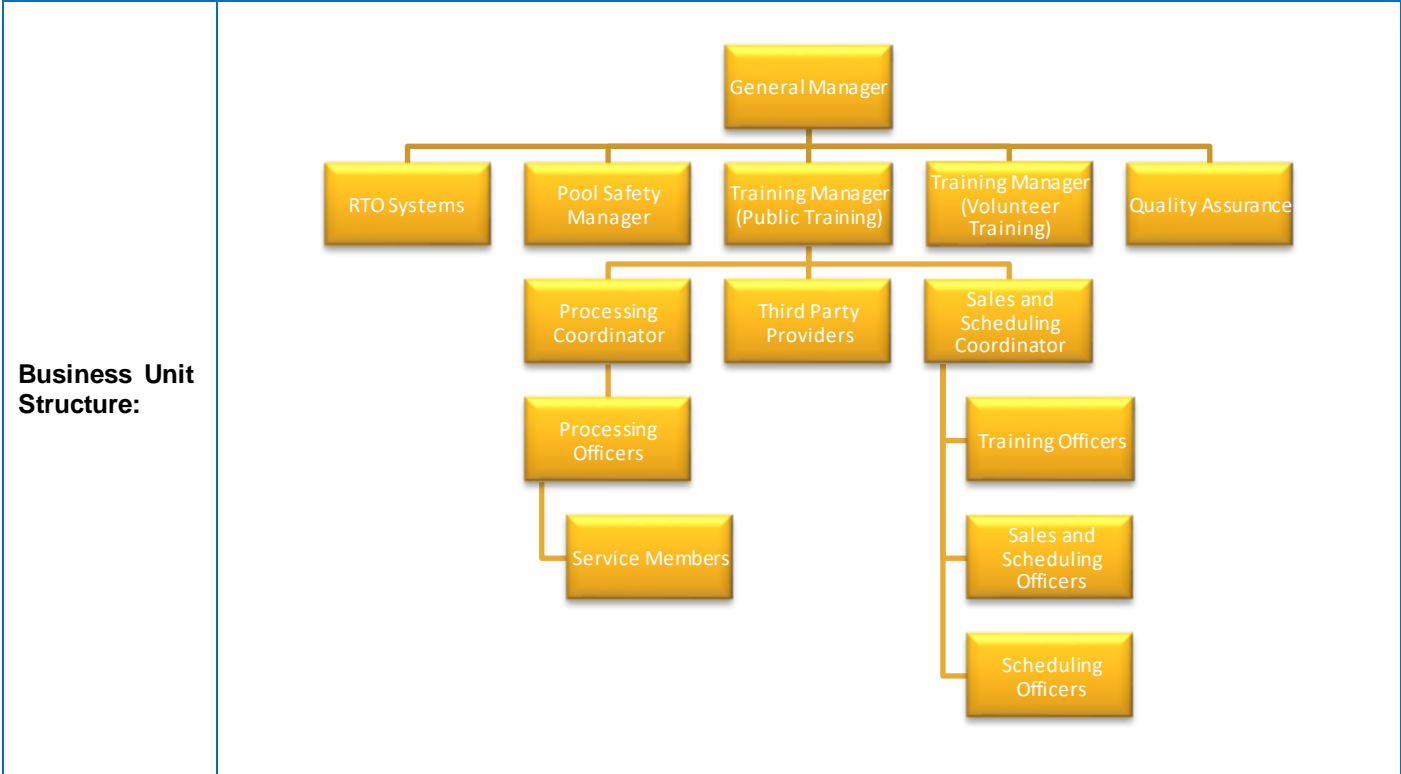 General Manager
RTO Systems
Pool Safety
Manager
Training Manager
(Public Training)
Training Manager
(Volunteer
Training)
Quality Assurance
Processing
Coordinator
Third Party
Providers
Sales and
Scheduling
Coordinator
Business Unit
Structure:
Processing
Officers
Training Officers
Service Members
Sales and
Scheduling
Officers
Scheduling
Officers